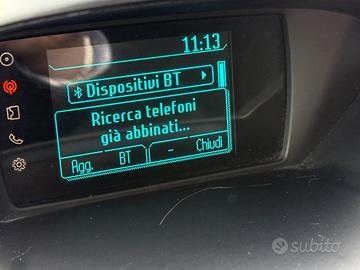 11:13
Dispositivi BT
Ricerca telefoni
già abbinati...
Agg. BT - Chiudi
subito